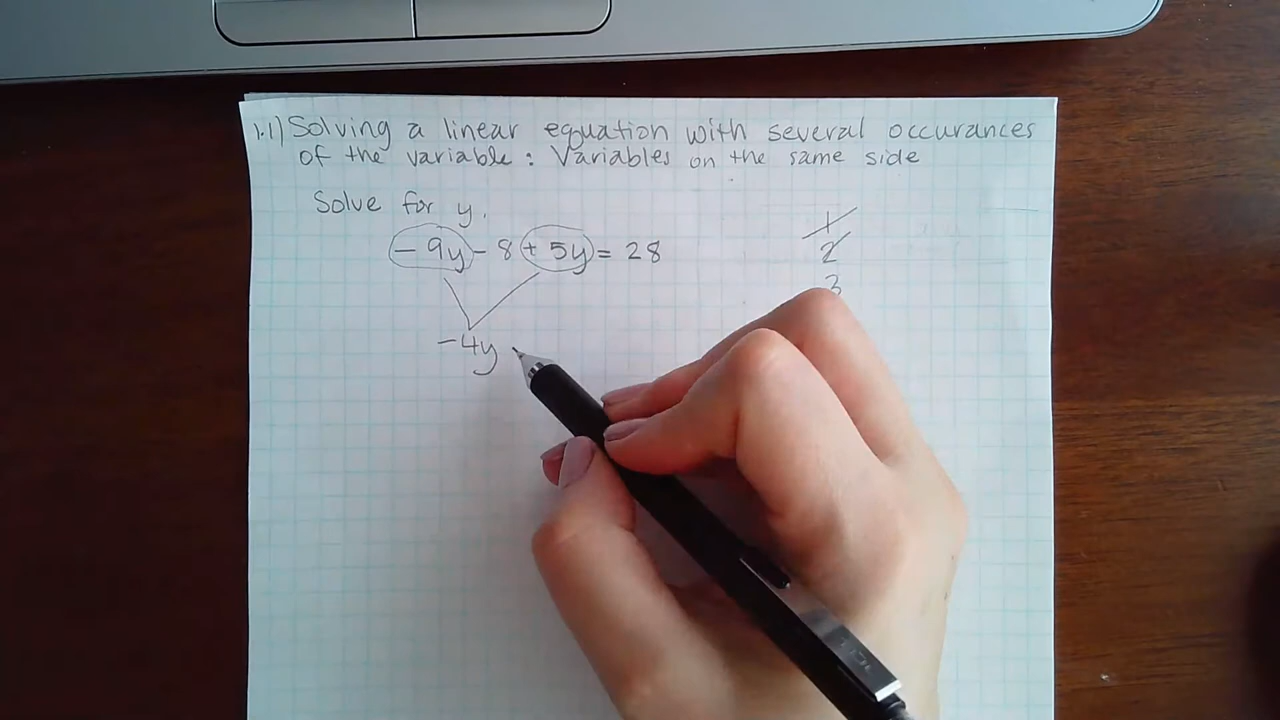 1.1) Solving a linear equation with several occurances
of the variable: Variables on the same side
Solve for y.
- 9y - 8 + 5y = 28
-4y
1
2
3